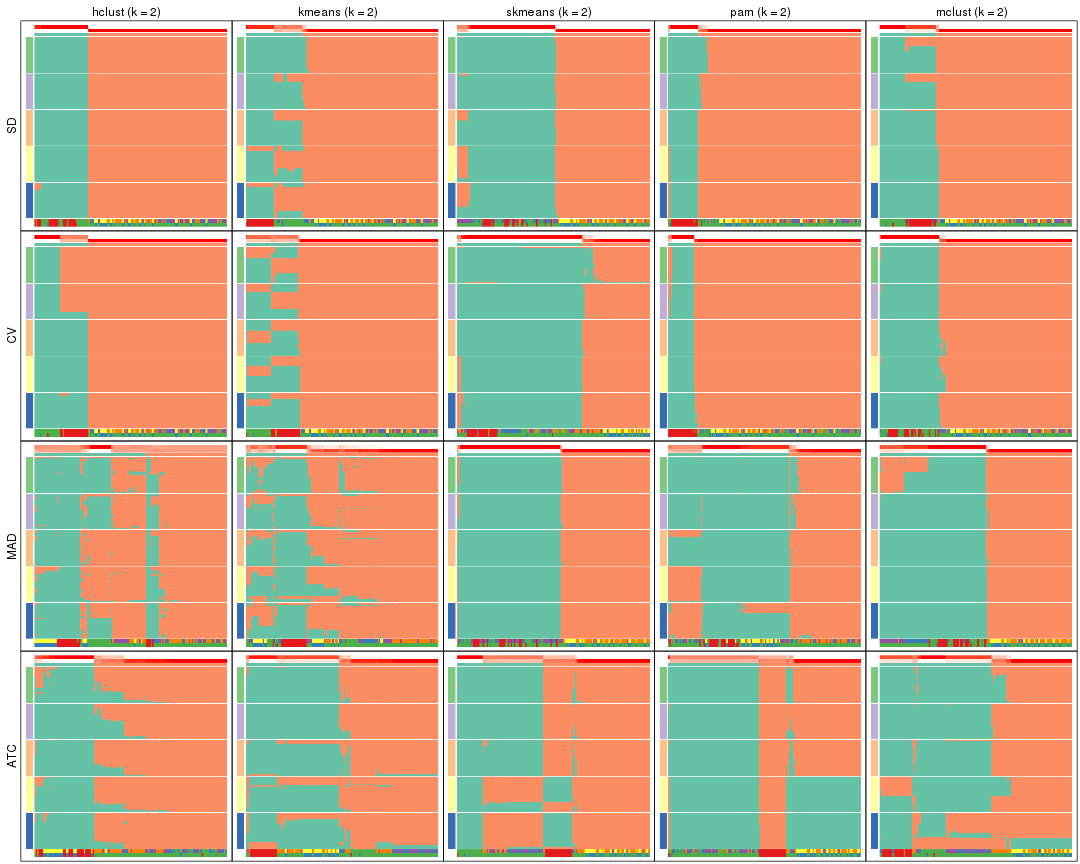 hclust (k = 2)
kmeans (k = 2)
skmeans (k = 2)
pam (k = 2)
mclust (k = 2)
SD
CV
MAD
ATC